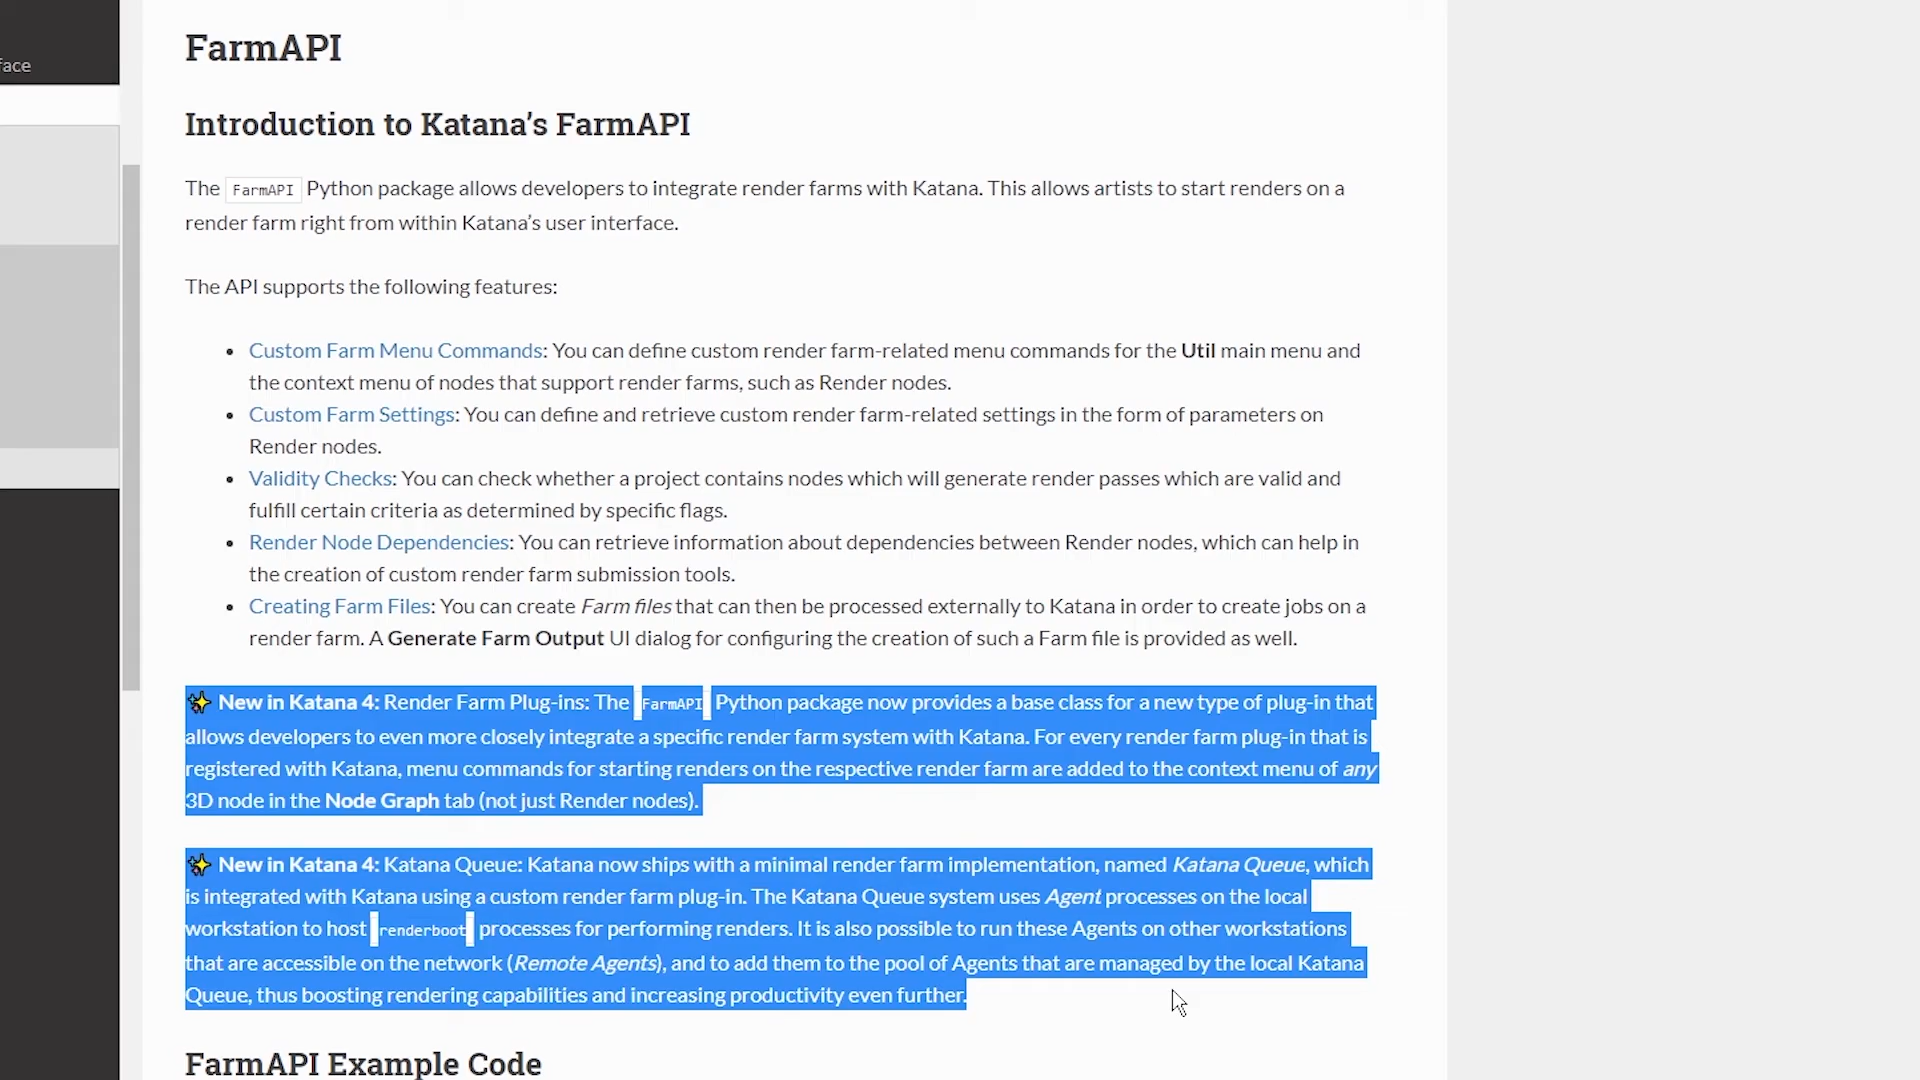 FarmAPI
face
Introduction to Katana’s FarmAPI
The FarmAPI Python package allows developers to integrate render farms with Katana. This allows artists to start renders on a
render farm right from within Katana’s user interface.
The API supports the following features:
• Custom Farm Menu Commands: You can define custom render farm-related menu commands for the Util main menu and
the context menu of nodes that support render farms, such as Render nodes.
• Custom Farm Settings: You can define and retrieve custom render farm-related settings in the form of parameters on
Render nodes.
• Validity Checks: You can check whether a project contains nodes which will generate render passes which are valid and
fulfill certain criteria as determined by specific flags.
• Render Node Dependencies: You can retrieve information about dependencies between Render nodes, which can help in
the creation of custom render farm submission tools.
• Creating Farm Files: You can create Farm files that can then be processed externally to Katana in order to create jobs on a
render farm. A Generate Farm Output UI dialog for configuring the creation of such a Farm file is provided as well.
✨ New in Katana 4: Render Farm Plug-ins: The FarmAPI Python package now provides a base class for a new type of plug-in that
allows developers to even more closely integrate a specific render farm system with Katana. For every render farm plug-in that is
registered with Katana, menu commands for starting renders on the respective render farm are added to the context menu of any
3D node in the Node Graph tab (not just Render nodes).
✨ New in Katana 4: Katana Queue: Katana now ships with a minimal render farm implementation, named Katana Queue, which
is integrated with Katana using a custom render farm plug-in. The Katana Queue system uses Agent processes on the local
workstation to host renderboot processes for performing renders. It is also possible to run these Agents on other workstations
that are accessible on the network (Remote Agents), and to add them to the pool of Agents that are managed by the local Katana
Queue, thus boosting rendering capabilities and increasing productivity even further.
FarmAPI Example Code